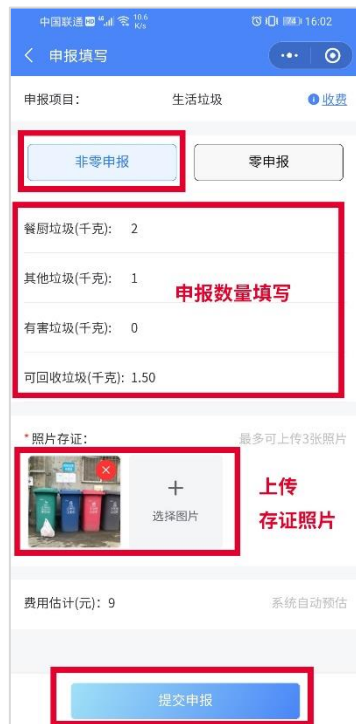 中国联通 10.6 K/s 16:02
申报填写
申报项目: 生活垃圾 收费
非零申报 零申报
餐厨垃圾(千克): 2
其他垃圾(千克): 1
申报数量填写
有害垃圾(千克): 0
可回收垃圾(千克): 1.50
*照片存证: 最多可上传3张照片
+
选择图片
上传
存证照片
费用估计(元): 9 系统自动预估
提交申报